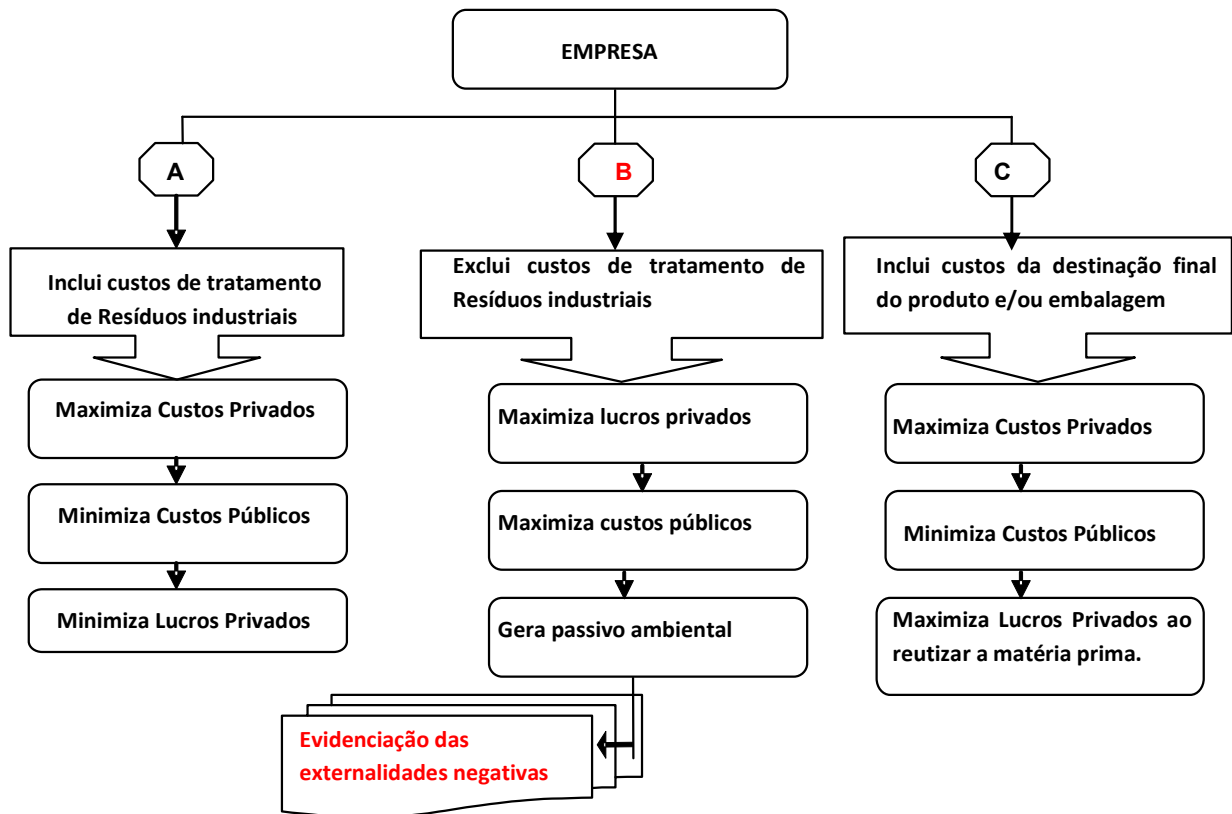 EMPRESA
A
Inclui custos de tratamento
de Resíduos industriais
Maximiza Custos Privados
Minimiza Custos Públicos
Minimiza Lucros Privados
B
Exclui custos de tratamento de
Resíduos industriais
Maximiza lucros privados
Maximiza custos públicos
Gera passivo ambiental
Evidenciação das
externalidades negativas
C
Inclui custos da destinação final
do produto e/ou embalagem
Maximiza Custos Privados
Minimiza Custos Públicos
Maximiza Lucros Privados ao
reutizar a matéria prima.